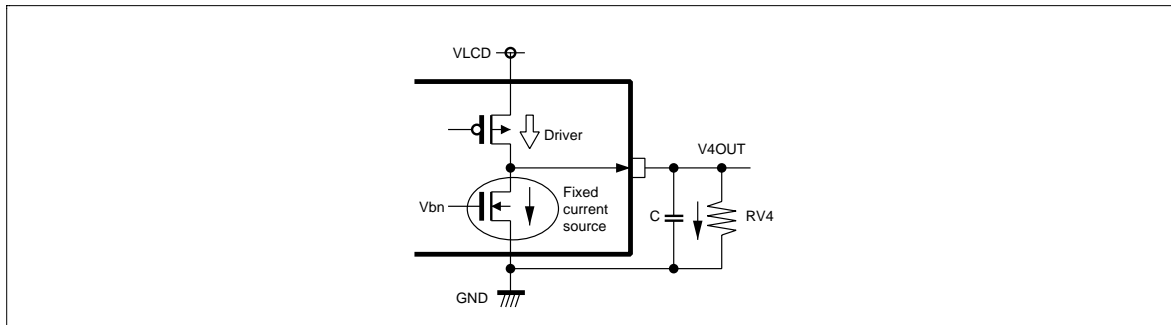 VLCD
Driver
V4OUT
Vbn
Fixed
current
source
C
RV4
GND